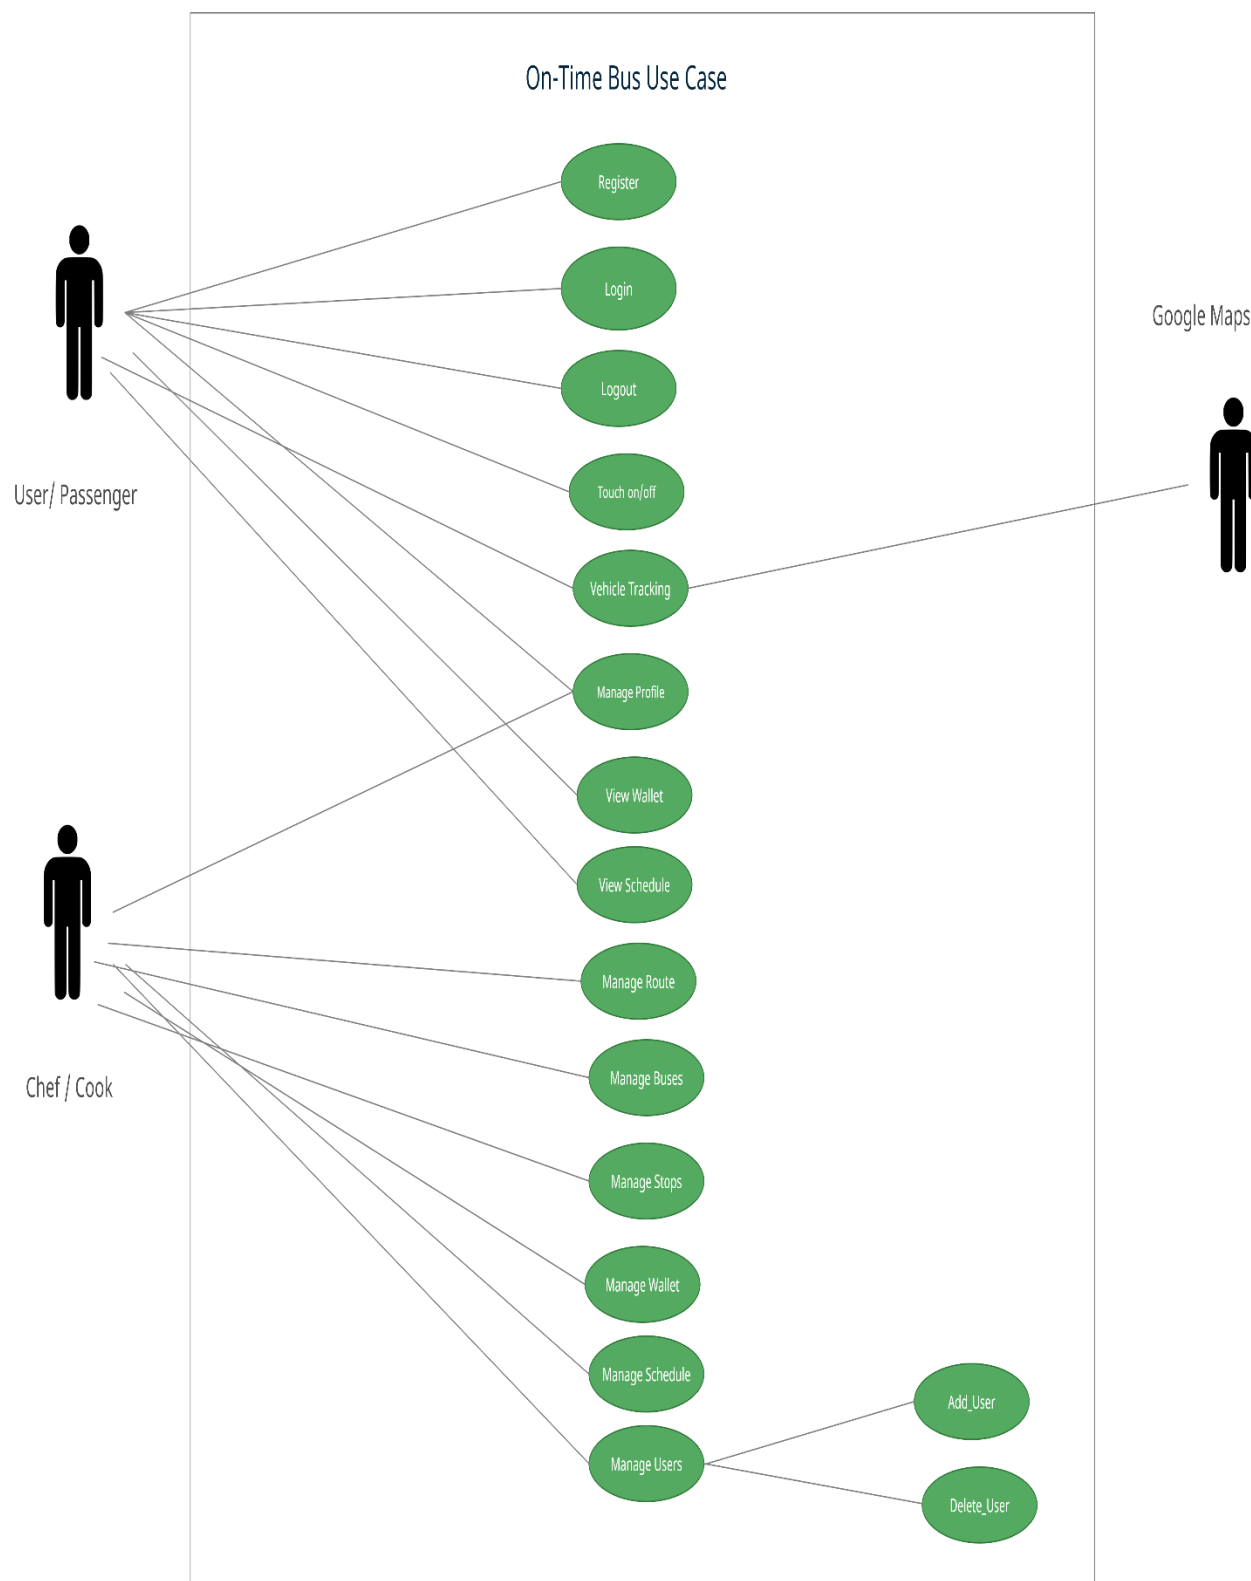 On-Time Bus Use Case
Register
Login
Google Maps
Logout
User/ Passenger
Touch on/off
Vehicle Tracking
Manage Profile
View Wallet
View Schedule
Manage Route
Manage Buses
Chef / Cook
Manage Stops
Manage Wallet
Manage Schedule
Add_User
Manage Users
Delete_User